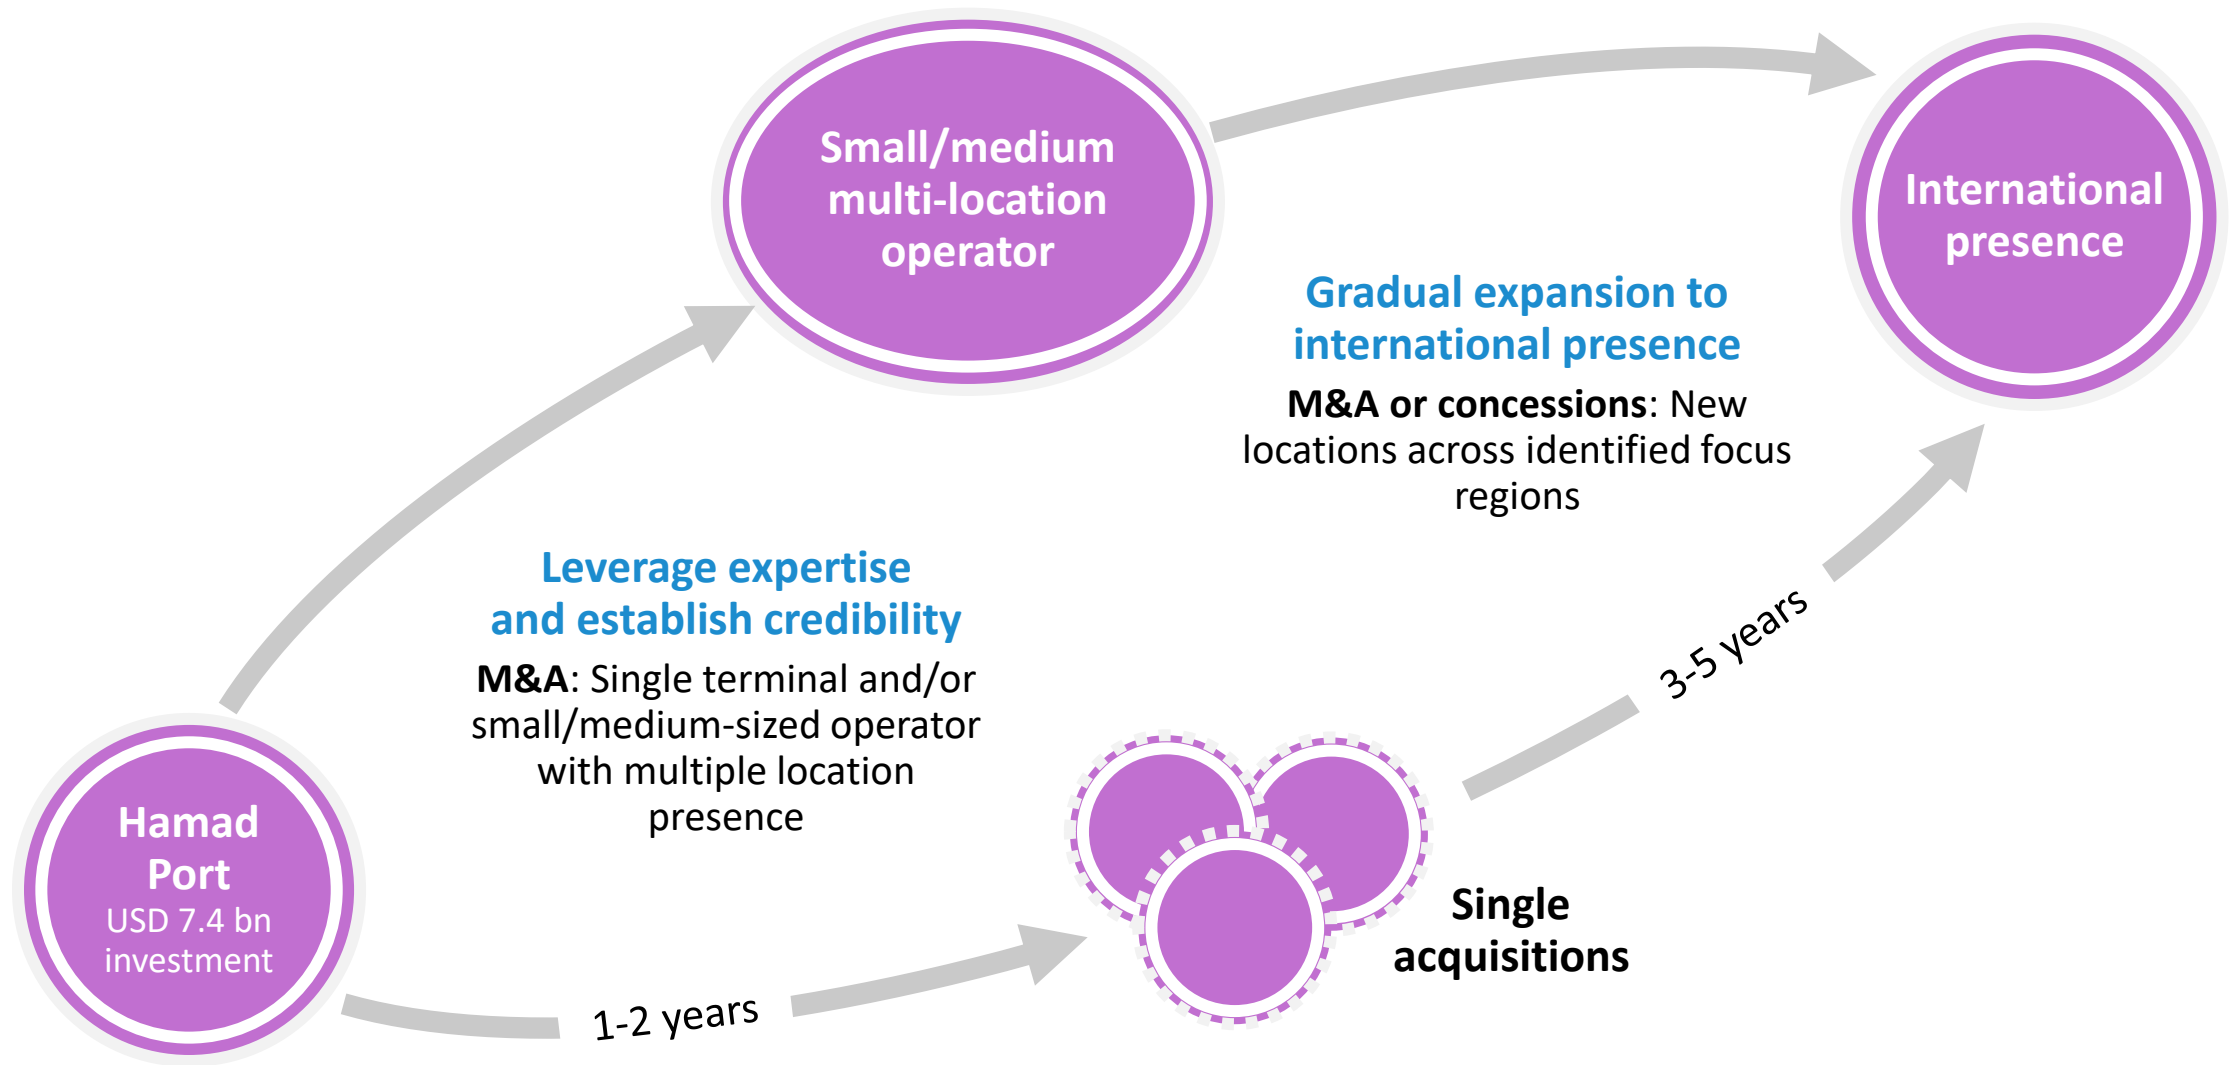 Small/medium
multi-location
operator
International
presence
Gradual expansion to
international presence
M&A or concessions: New
locations across identified focus
regions
Leverage expertise
and establish credibility
M&A: Single terminal and/or
small/medium-sized operator
with multiple location
presence
3-5 years
Hamad
Port
USD 7.4 bn
investment
Single
acquisitions
1-2 years